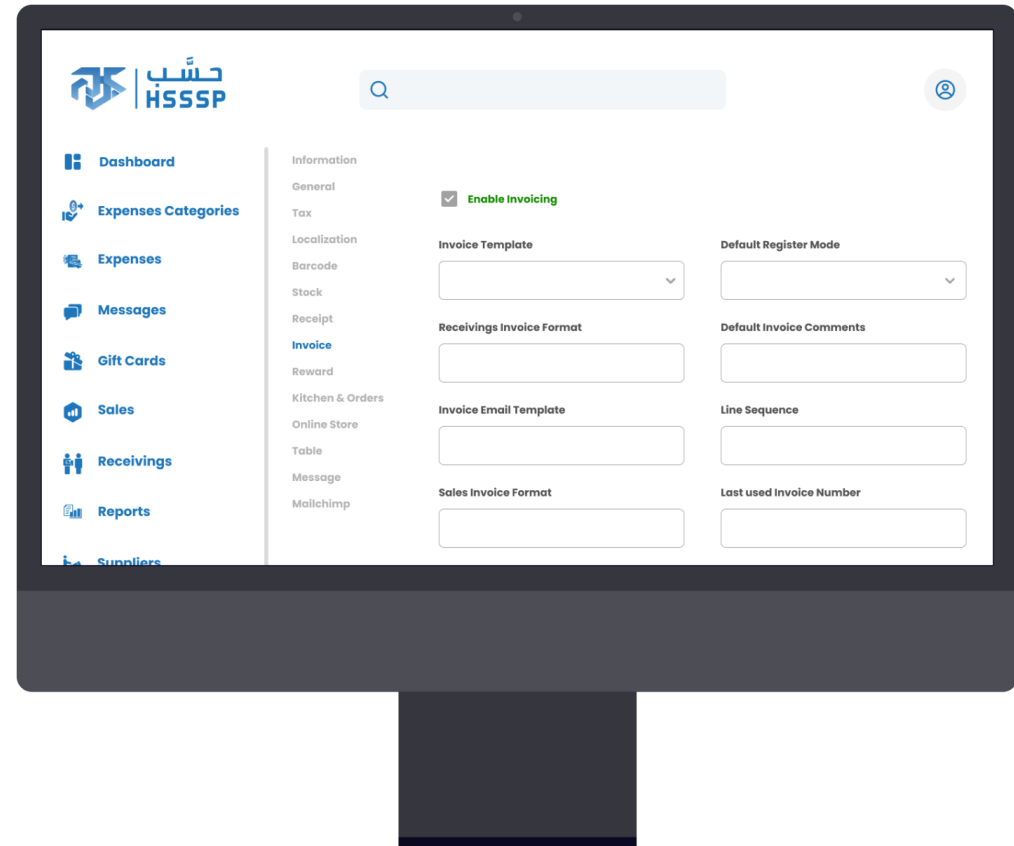 حسَّب
HSSSP
Dashboard
Expenses Categories
Expenses
Messages
Gift Cards
Sales
Receivings
Reports
Suppliers
Information
General
Tax
Localization
Barcode
Stock
Receipt
Invoice
Reward
Kitchen & Orders
Online Store
Table
Message
Mailchimp
Enable Invoicing
Invoice Template
Default Register Mode
Receivings Invoice Format
Default Invoice Comments
Invoice Email Template
Line Sequence
Sales Invoice Format
Last used Invoice Number